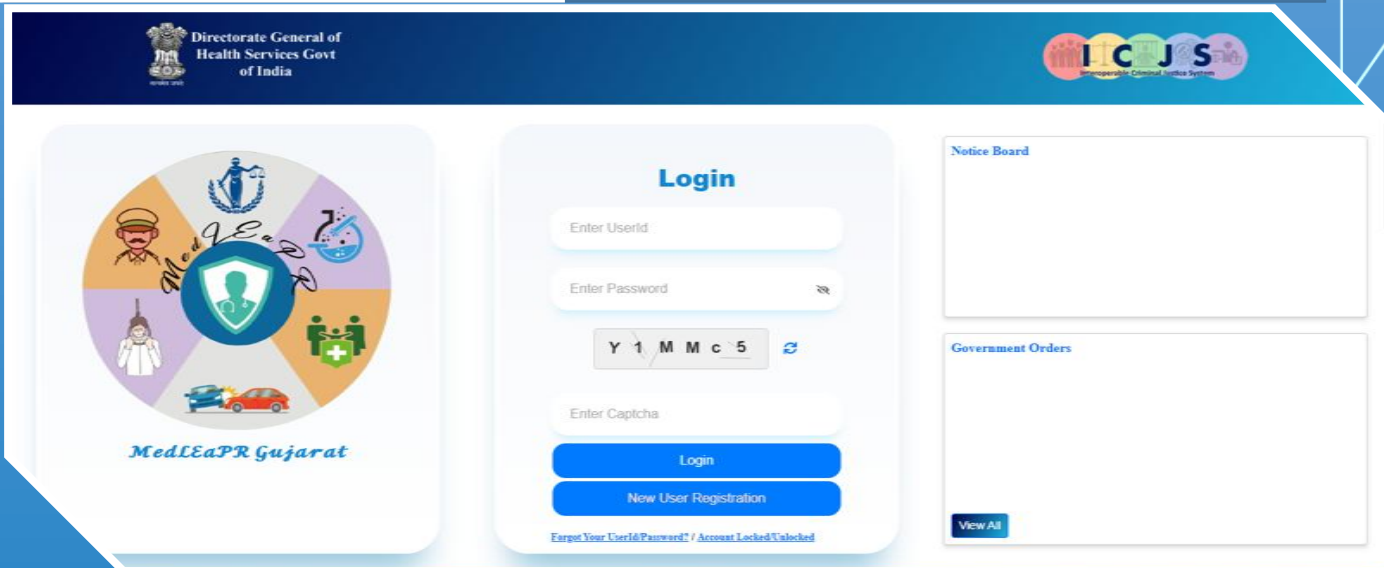 Directorate General of
Health Services Govt
of India
ICJS
Interoperable Criminal Justice System
MedLEaPR
MedLEaPR Gujarat
Login
Enter UserId
Enter Password
Y 1 M M c 5
Enter Captcha
Login
New User Registration
Forgot Your UserId/Password? / Account Locked/Unlocked
Notice Board
Government Orders
View All